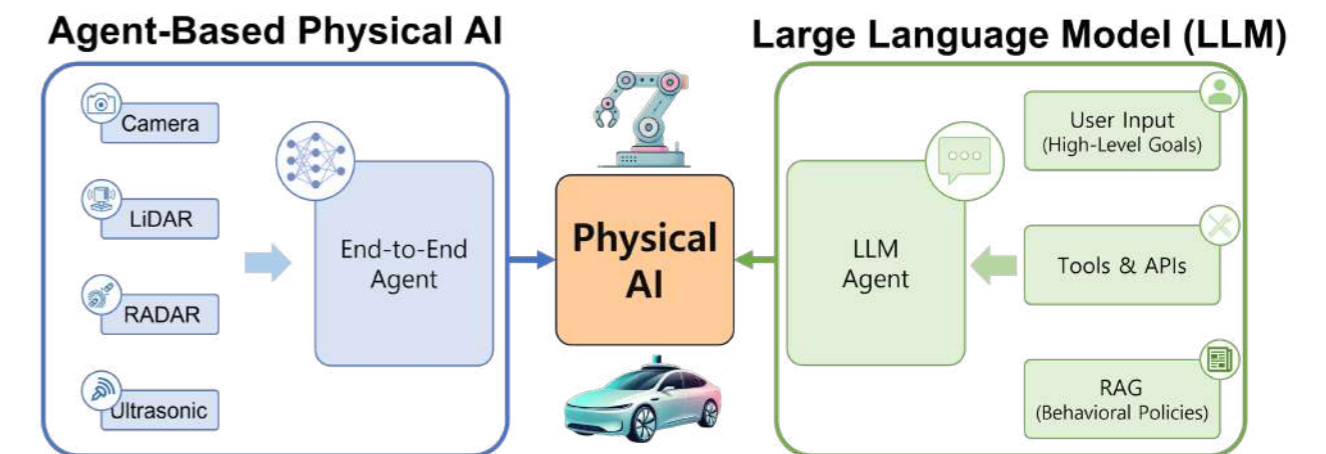 Agent-Based Physical AI
Camera
LiDAR
RADAR
Ultrasonic
End-to-End
Agent
Physical
AI
Large Language Model (LLM)
LLM
Agent
User Input
(High-Level Goals)
Tools & APIs
RAG
(Behavioral Policies)